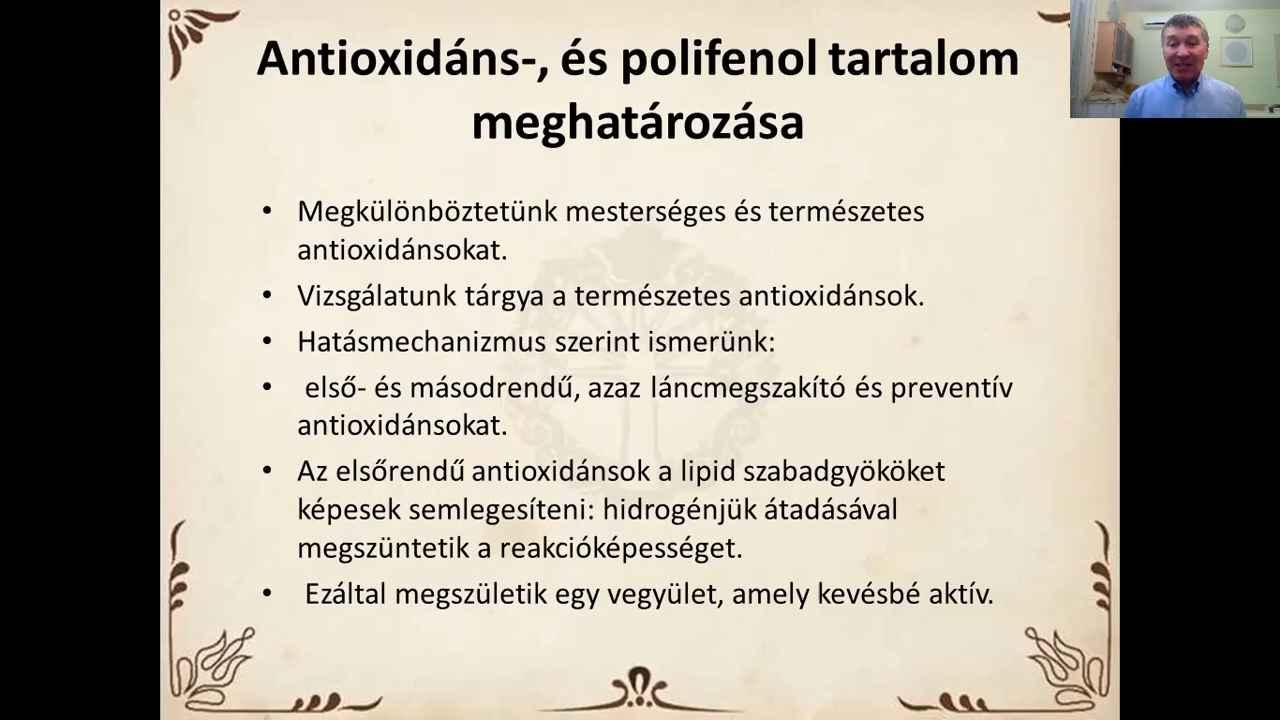 Antioxidáns-, és polifenol tartalom
meghatározása
• Megkülönböztetünk mesterséges és természetes
antioxidánsokat.
• Vizsgálatunk tárgya a természetes antioxidánsok.
• Hatásmechanizmus szerint ismerünk:
• első- és másodrendű, azaz láncmegszakító és preventív
antioxidánsokat.
• Az elsőrendű antioxidánsok a lipid szabadgyököket
képesek semlegesíteni: hidrogénjük átadásával
megszüntetik a reakcióképességet.
• Ezáltal megszületik egy vegyület, amely kevésbé aktív.